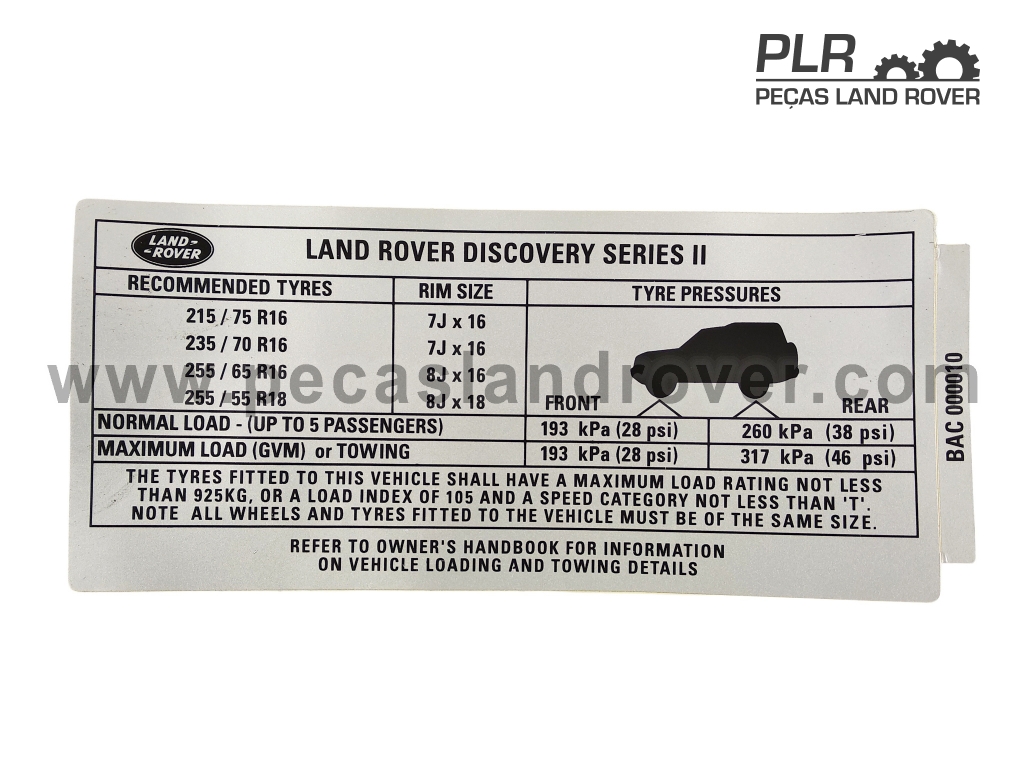 PLR
PEÇAS LAND ROVER
LAND-
-ROVER
LAND ROVER DISCOVERY SERIES II
RECOMMENDED TYRES
RIM SIZE
TYRE PRESSURES
215 / 75 R16 7J x 16
235 / 70 R16 7J x 16
255 / 65 R16 8J x 16
www.pecaslandrover.com
255 / 55 R18 8J x 18
FRONT REAR
NORMAL LOAD - (UP TO 5 PASSENGERS) 193 kPa (28 psi) 260 kPa (38 psi)
MAXIMUM LOAD (GVM) or TOWING 193 kPa (28 psi) 317 kPa (46 psi)
THE TYRES FITTED TO THIS VEHICLE SHALL HAVE A MAXIMUM LOAD RATING NOT LESS
THAN 925KG, OR A LOAD INDEX OF 105 AND A SPEED CATEGORY NOT LESS THAN 'T'.
NOTE ALL WHEELS AND TYRES FITTED TO THE VEHICLE MUST BE OF THE SAME SIZE.
REFER TO OWNER'S HANDBOOK FOR INFORMATION
ON VEHICLE LOADING AND TOWING DETAILS
BAC 000010